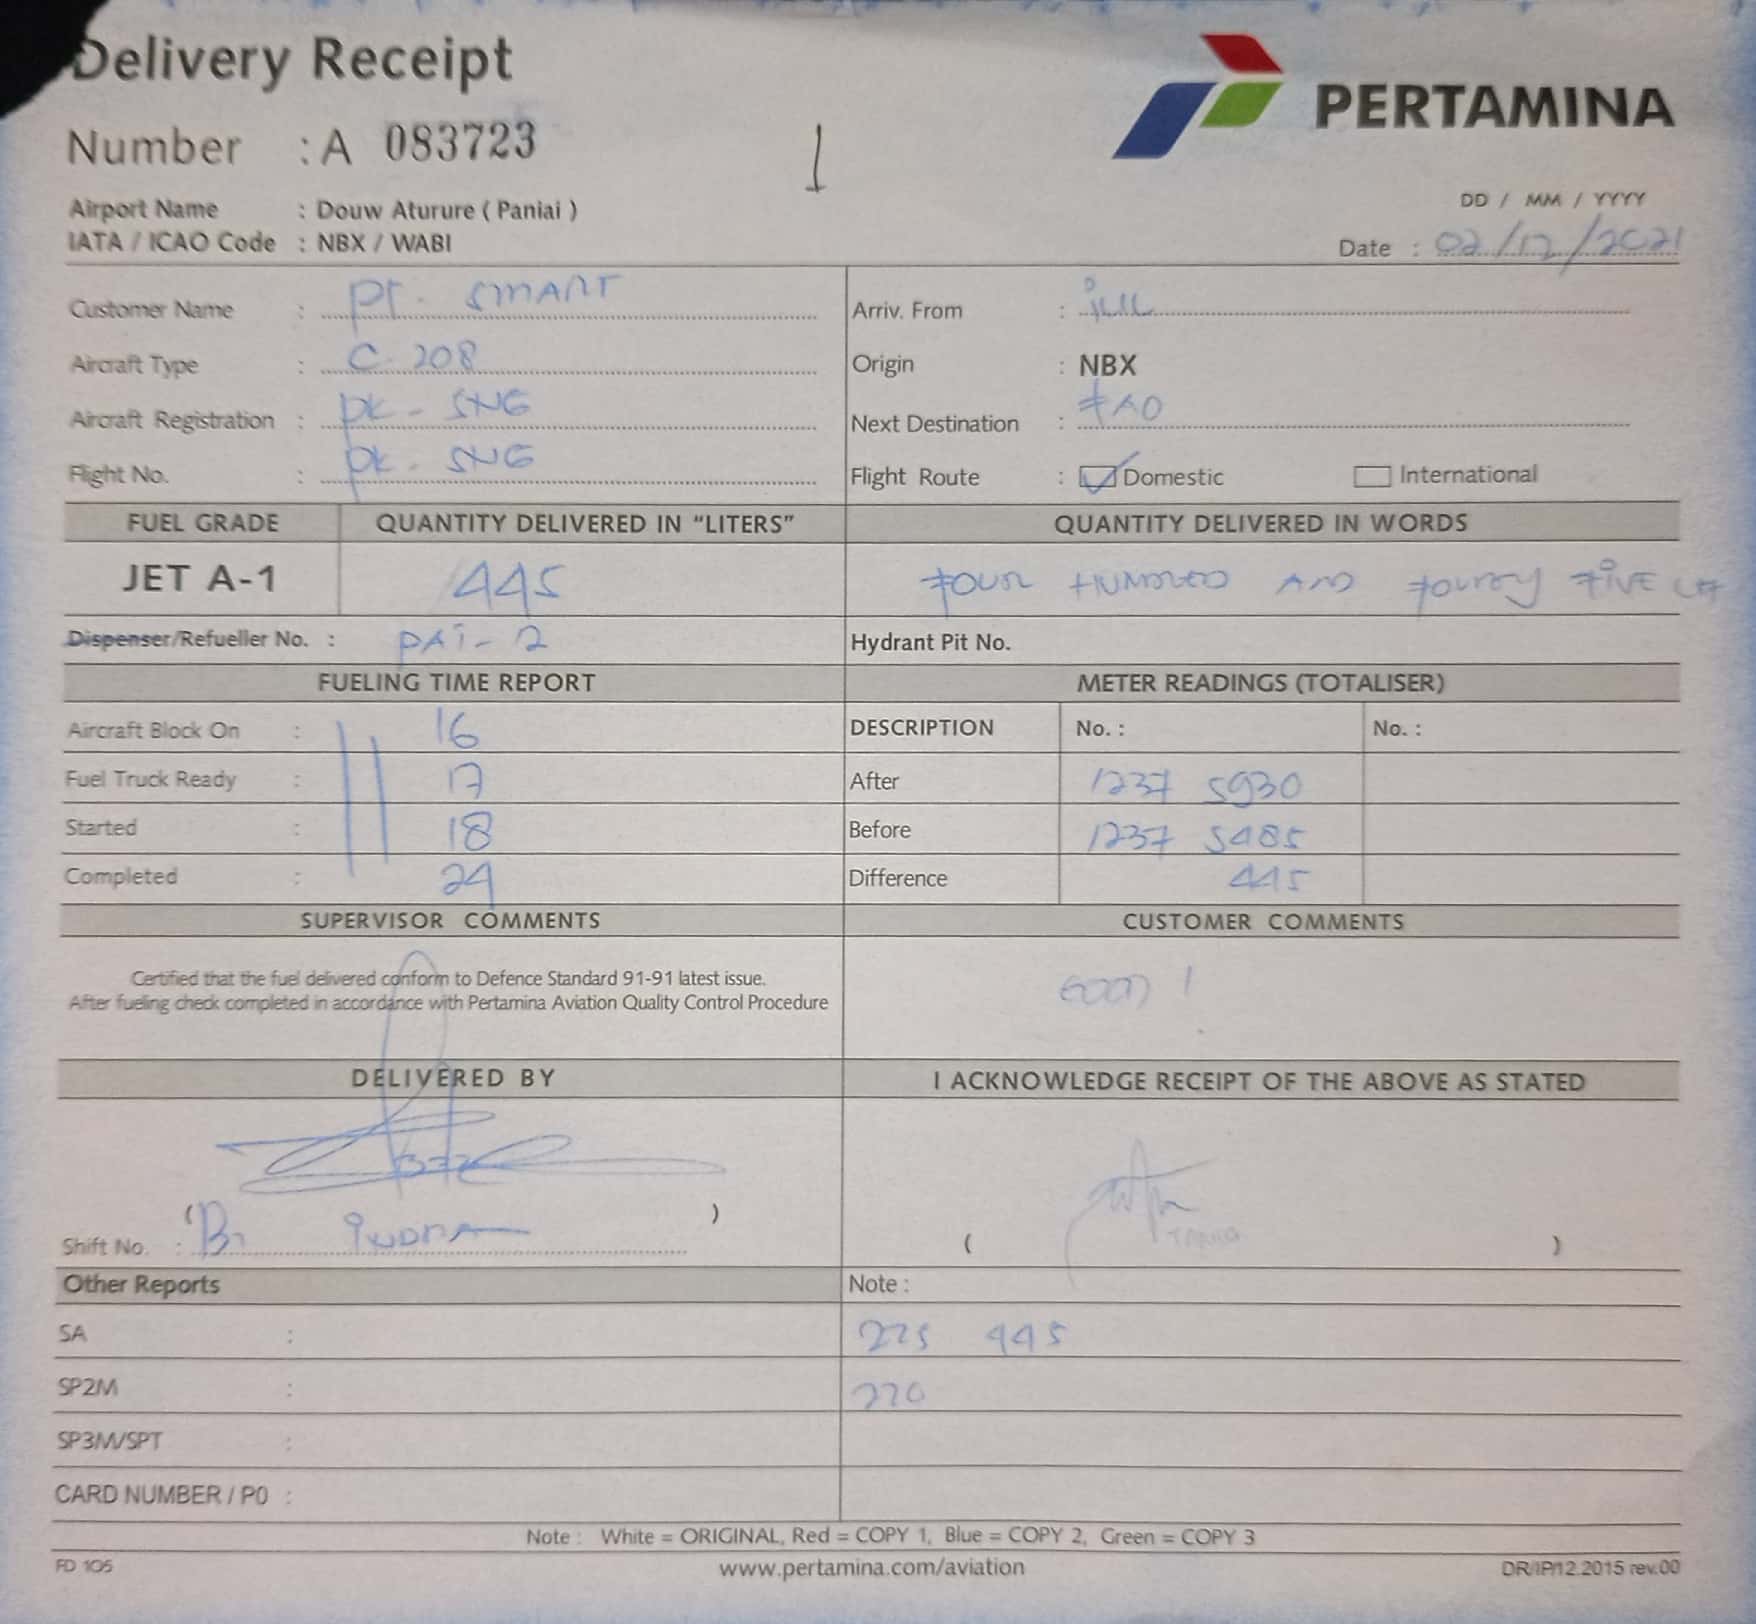 Delivery Receipt
PERTAMINA
Number : A 083723
1
Airport Name : Douw Aturure ( Paniai )
DD / MM / YYYY
IATA / ICAO Code : NBX / WABI
Date : 02/12/2021
Customer Name : PT. SMART
Arriv. From :
Aircraft Type : C 208
Origin : NBX
Aircraft Registration : PK - SNG
Next Destination : FAO
Flight No. : PK - SNG
Flight Route : Domestic International
FUEL GRADE QUANTITY DELIVERED IN "LITERS" QUANTITY DELIVERED IN WORDS
JET A-1 445 FOUR HUNDRED AND FOURTY FIVE
Dispenser/Refueller No. : PAI - 2
Hydrant Pit No.
FUELING TIME REPORT METER READINGS (TOTALISER)
Aircraft Block On : 16
DESCRIPTION No. : No. :
Fuel Truck Ready : 17
After 1237 5930
Started : 18
Before 1237 5485
Completed : 24
Difference 445
SUPERVISOR COMMENTS CUSTOMER COMMENTS
Certified that the fuel delivered conform to Defence Standard 91-91 latest issue.
After fueling check completed in accordance with Pertamina Aviation Quality Control Procedure
GOOD !
DELIVERED BY I ACKNOWLEDGE RECEIPT OF THE ABOVE AS STATED
( )
Shift No. : INDRA
( )
Other Reports Note :
SA : 225 445
SP2M : 220
SP3M/SPT :
CARD NUMBER / PO :
Note : White = ORIGINAL, Red = COPY 1, Blue = COPY 2, Green = COPY 3
FD 105 www.pertamina.com/aviation DR/IP/12.2015 rev.00